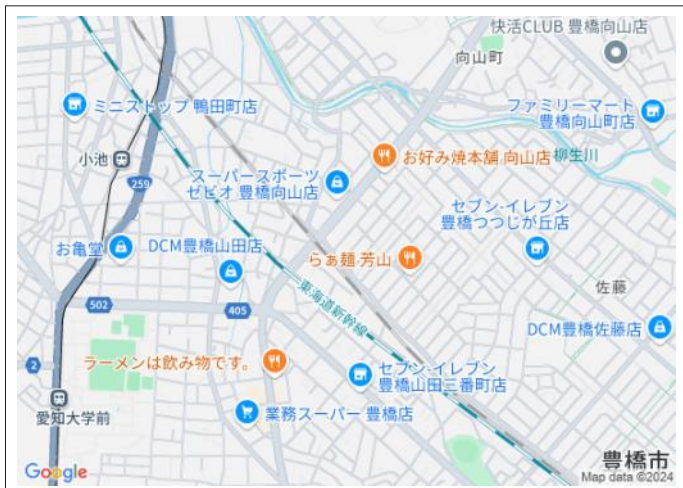 快活CLUB 豊橋向山店
向山町
ミニストップ 鴨田町店
ファミリーマート
豊橋向山町店
小池
お好み焼本舗 向山店
柳生川
スーパースポーツ
ゼビオ 豊橋向山店
259
セブン-イレブン
豊橋つつじが丘店
お亀堂
DCM豊橋山田店
らぁ麺 芳山
佐藤
東海道新幹線
502
405
DCM豊橋佐藤店
2
ラーメンは飲み物です。
セブン-イレブン
豊橋山田三番町店
愛知大学前
業務スーパー 豊橋店
豊橋市
Google
Map data ©2024